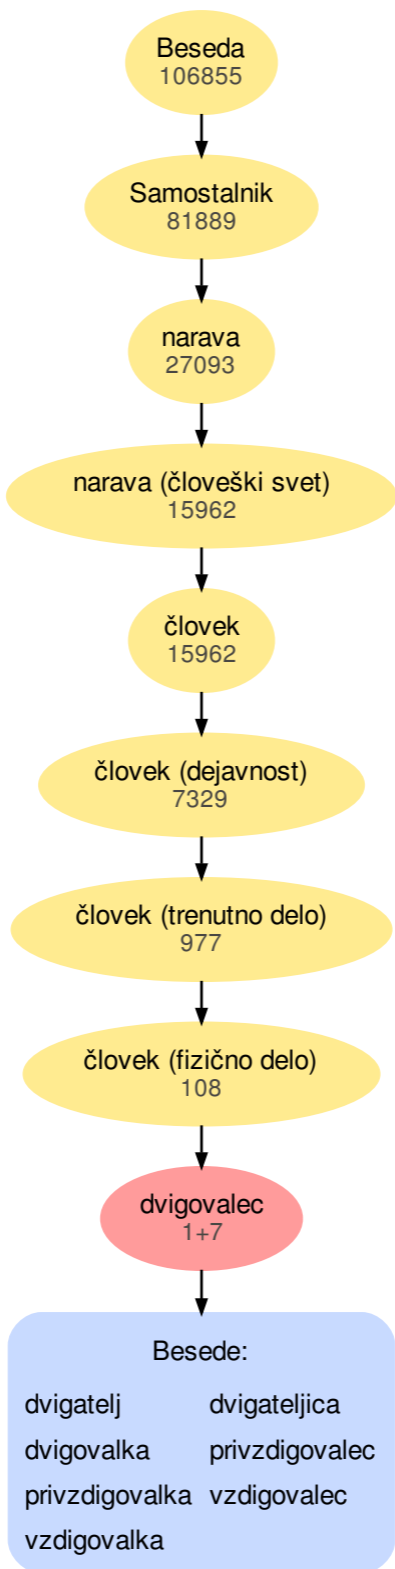 Beseda
106855
Samostalnik
81889
narava
27093
narava (človeški svet)
15962
človek
15962
človek (dejavnost)
7329
človek (trenutno delo)
977
človek (fizično delo)
108
dvigovalec
1+7
Besede:
dvigatelj dvigateljica
dvigovalka privzdigovalec
privzdigovalka vzdigovalec
vzdigovalka